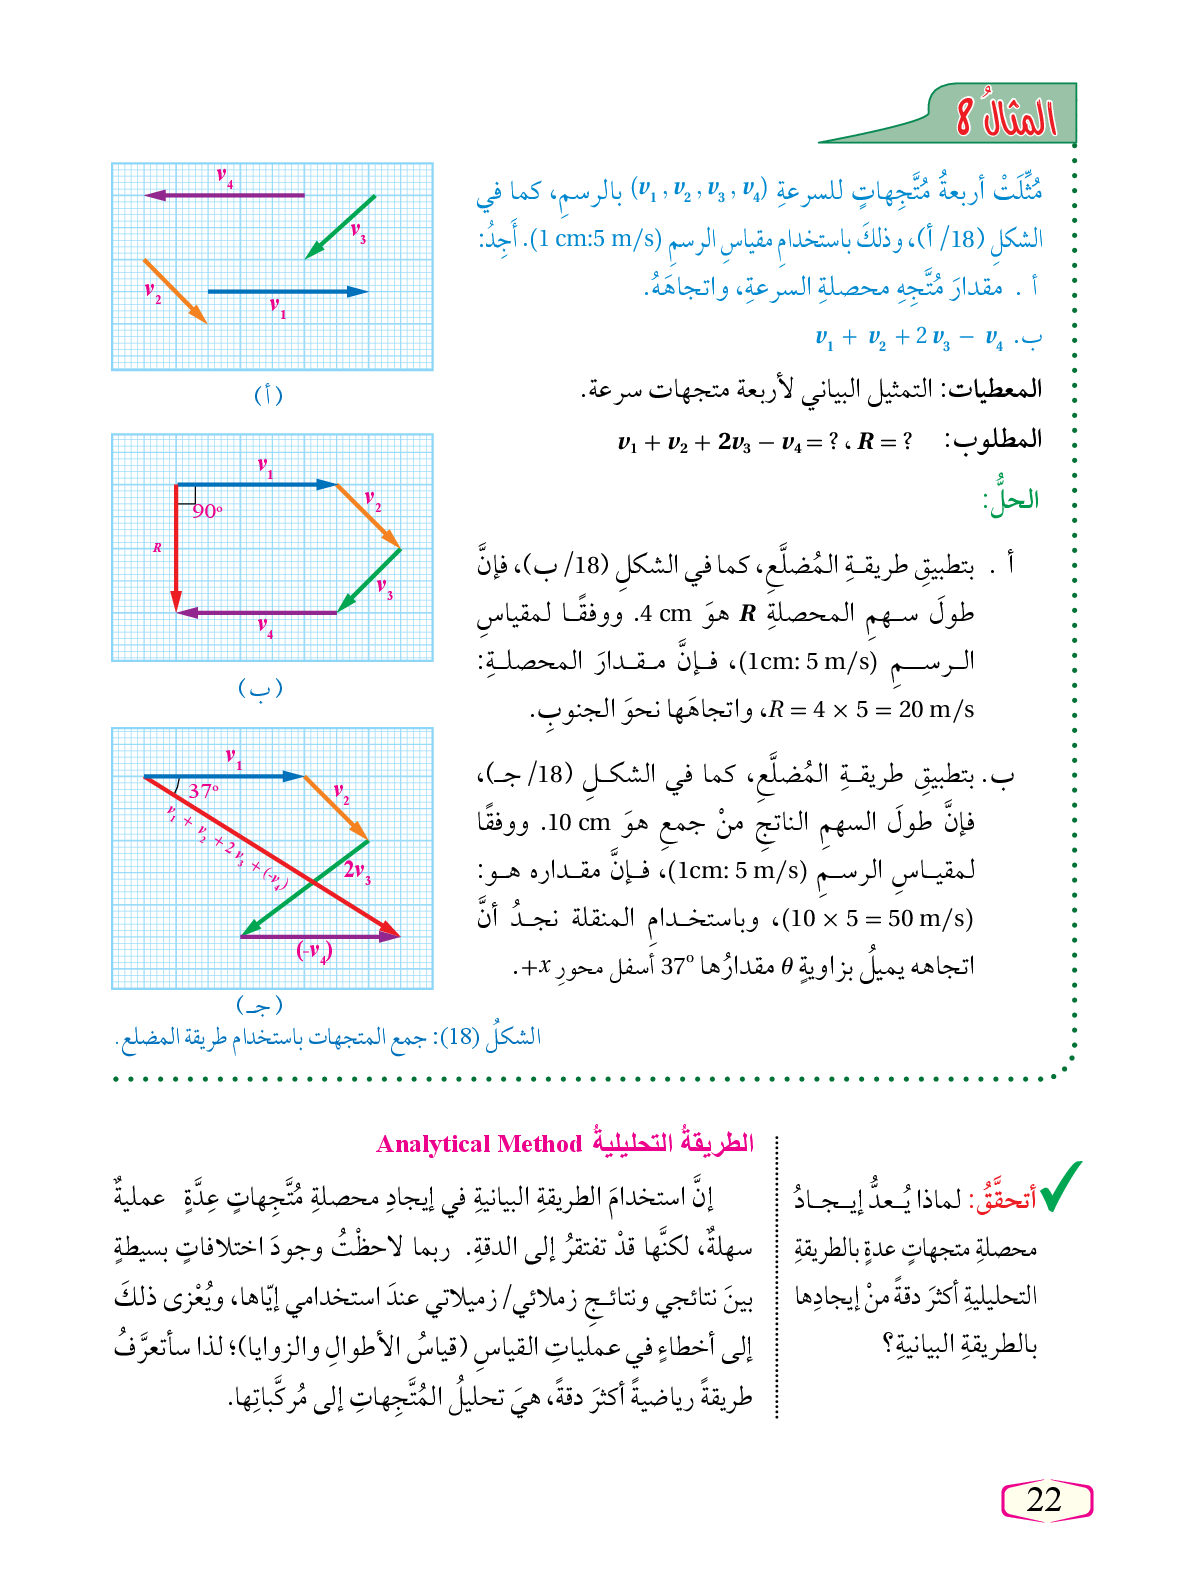 المثالُ 8
مُثِّلَتْ أربعةُ مُتَّجِهاتٍ للسرعةِ (v₁ , v₂ , v₃ , v₄) بالرسمِ، كما في
الشكلِ (18/ أ)، وذلكَ باستخدامِ مقياسِ الرسمِ (1 cm:5 m/s). أَجِدُ:
أ . مقدارَ مُتَّجِهِ محصلةِ السرعةِ، واتجاهَهُ.
ب. v₁ + v₂ + 2 v₃ − v₄
المعطيات: التمثيل البياني لأربعة متجهات سرعة.
المطلوب: v₁ + v₂ + 2v₃ − v₄ = ? ، R = ?
الحلُّ:
أ . بتطبيقِ طريقةِ المُضلَّعِ، كما في الشكلِ (18/ ب)، فإنَّ
طولَ سهمِ المحصلةِ R هوَ 4 cm. ووفقًا لمقياسِ
الرسمِ (1cm: 5 m/s)، فإنَّ مقدارَ المحصلةِ:
R = 4 × 5 = 20 m/s، واتجاهَها نحوَ الجنوبِ.
ب. بتطبيقِ طريقةِ المُضلَّعِ، كما في الشكلِ (18/ جـ)،
فإنَّ طولَ السهمِ الناتجِ منْ جمعِ هوَ 10 cm. ووفقًا
لمقياسِ الرسمِ (1cm: 5 m/s)، فإنَّ مقداره هو:
(10 × 5 = 50 m/s)، وباستخدامِ المنقلة نجدُ أنَّ
اتجاهه يميلُ بزاويةٍ θ مقدارُها 37° أسفل محورِ x+.
v₄
v₃
v₂
v₁
(أ)
v₁
90°
v₂
R
v₃
v₄
(ب)
v₁
37°
v₂
v₁ + v₂ + 2 v₃ + (-v₄)
2v₃
(-v₄)
(جـ)
الشكلُ (18): جمع المتجهات باستخدام طريقة المضلع.
الطريقةُ التحليليةُ Analytical Method
إنَّ استخدامَ الطريقةِ البيانيةِ في إيجادِ محصلةِ مُتَّجِهاتٍ عِدَّةٍ عمليةٌ
سهلةٌ، لكنَّها قدْ تفتقرُ إلى الدقةِ. ربما لاحظْتُ وجودَ اختلافاتٍ بسيطةٍ
بينَ نتائجي ونتائجِ زملائي/ زميلاتي عندَ استخدامي إيّاها، ويُعْزى ذلكَ
إلى أخطاءٍ في عملياتِ القياسِ (قياسُ الأطوالِ والزوايا)؛ لذا سأتعرَّفُ
طريقةً رياضيةً أكثرَ دقةً، هيَ تحليلُ المُتَّجِهاتِ إلى مُركَّباتِها.
أتحقَّقُ: لماذا يُعدُّ إيجادُ
محصلةِ متجهاتٍ عدةٍ بالطريقةِ
التحليليةِ أكثرَ دقةً منْ إيجادِها
بالطريقةِ البيانيةِ؟
22